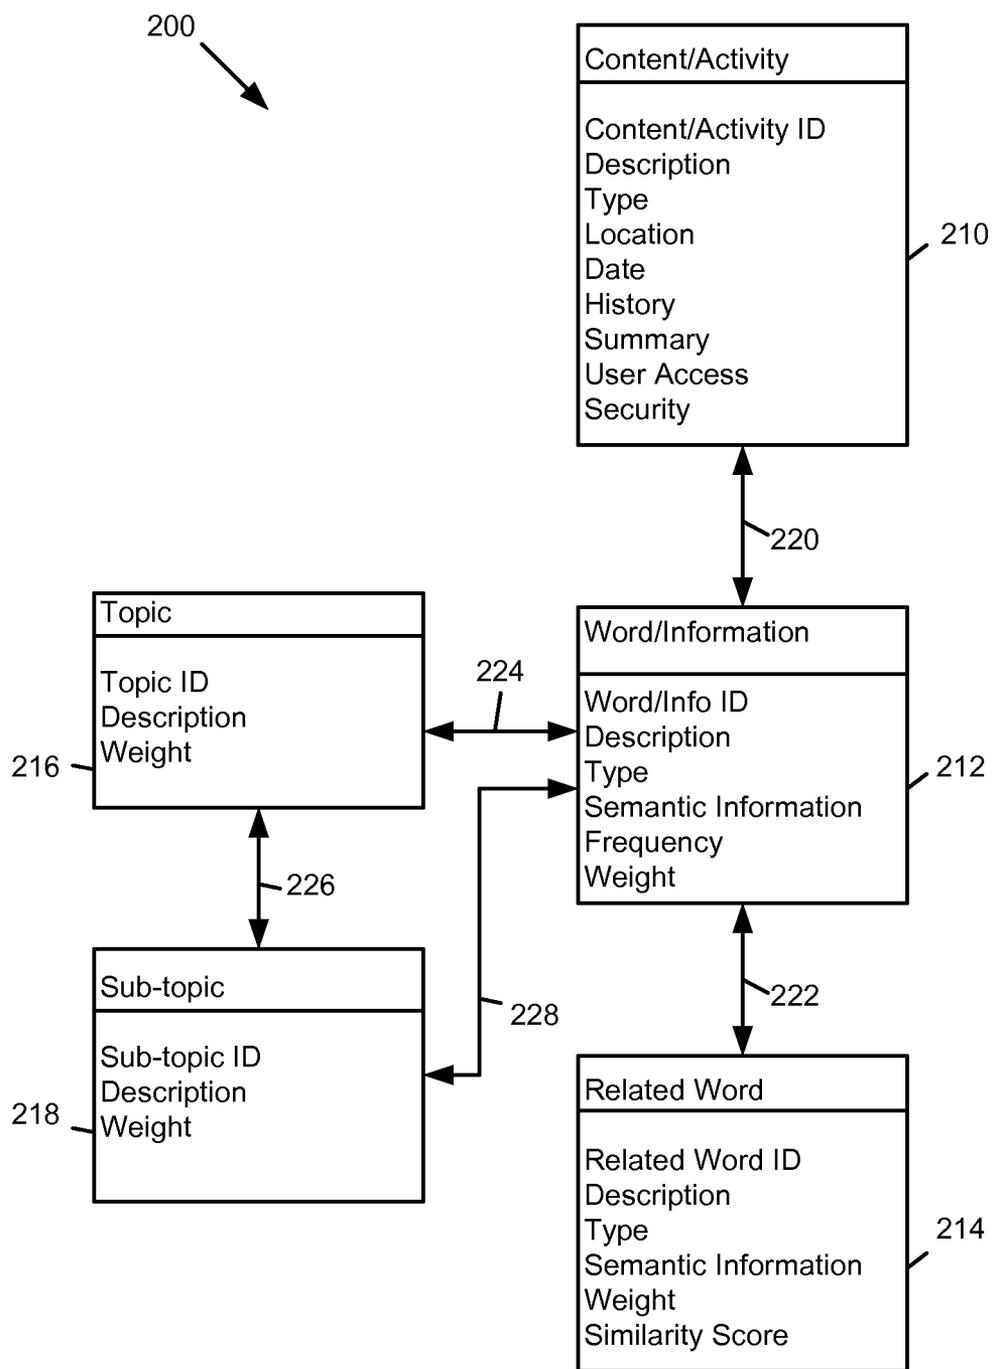 200
Content/Activity
Content/Activity ID
Description
Type
Location
Date
History
Summary
User Access
Security
210
220
Topic
Topic ID
Description
Weight
216
224
Word/Information
Word/Info ID
Description
Type
Semantic Information
Frequency
Weight
212
226
Sub-topic
Sub-topic ID
Description
Weight
218
228
222
Related Word
Related Word ID
Description
Type
Semantic Information
Weight
Similarity Score
214